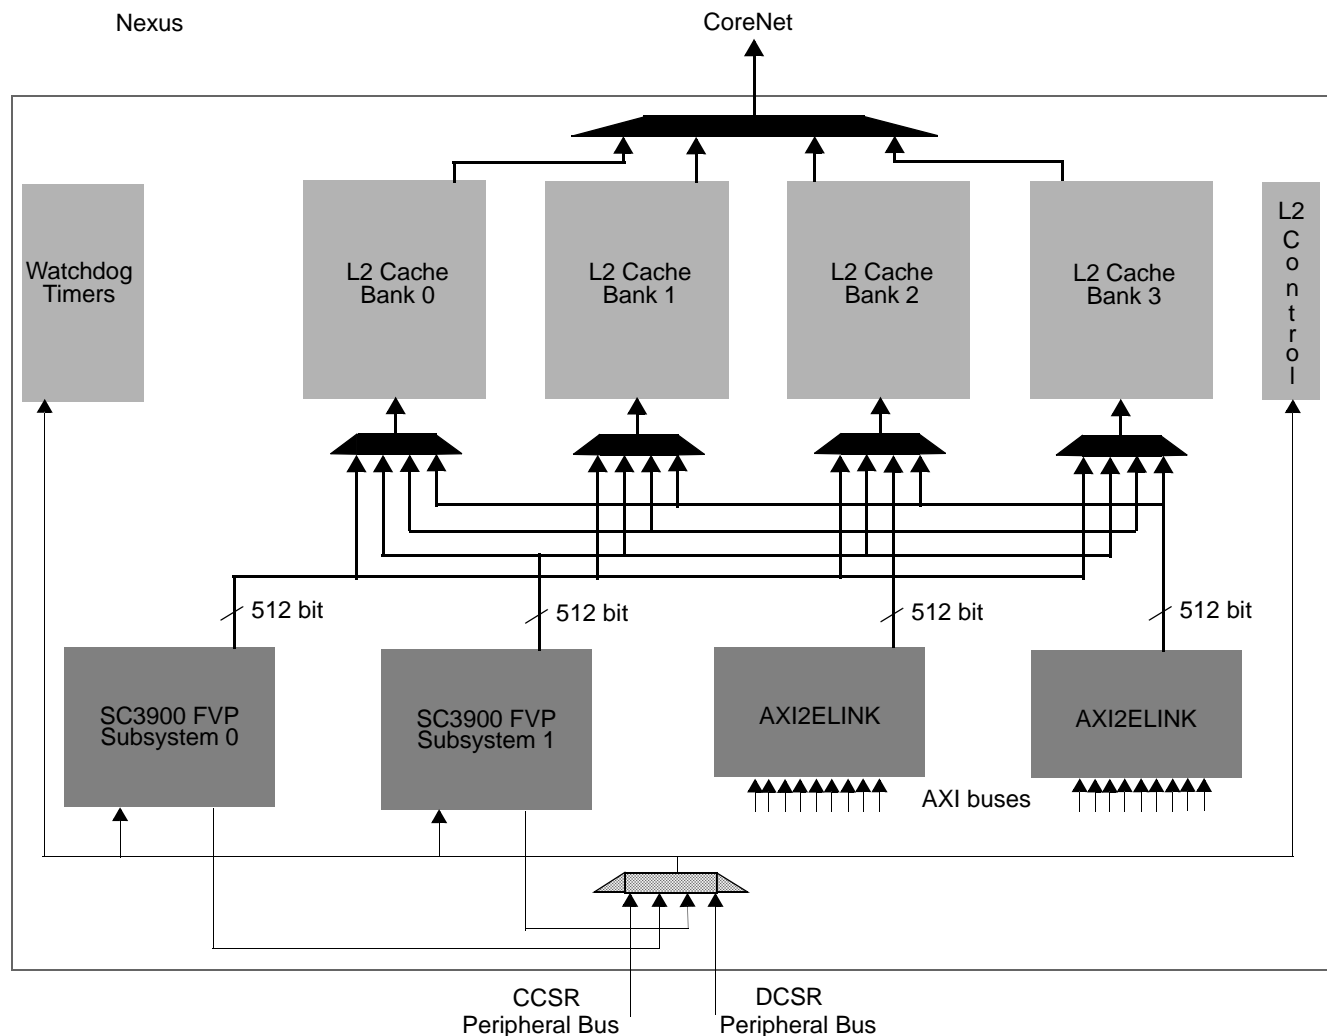 Nexus
CoreNet
Watchdog
Timers
L2 Cache
Bank 0
L2 Cache
Bank 1
L2 Cache
Bank 2
L2 Cache
Bank 3
L2
C
o
n
t
r
o
l
512 bit
512 bit
512 bit
512 bit
SC3900 FVP
Subsystem 0
SC3900 FVP
Subsystem 1
AXI2ELINK
AXI2ELINK
AXI buses
CCSR
Peripheral Bus
DCSR
Peripheral Bus